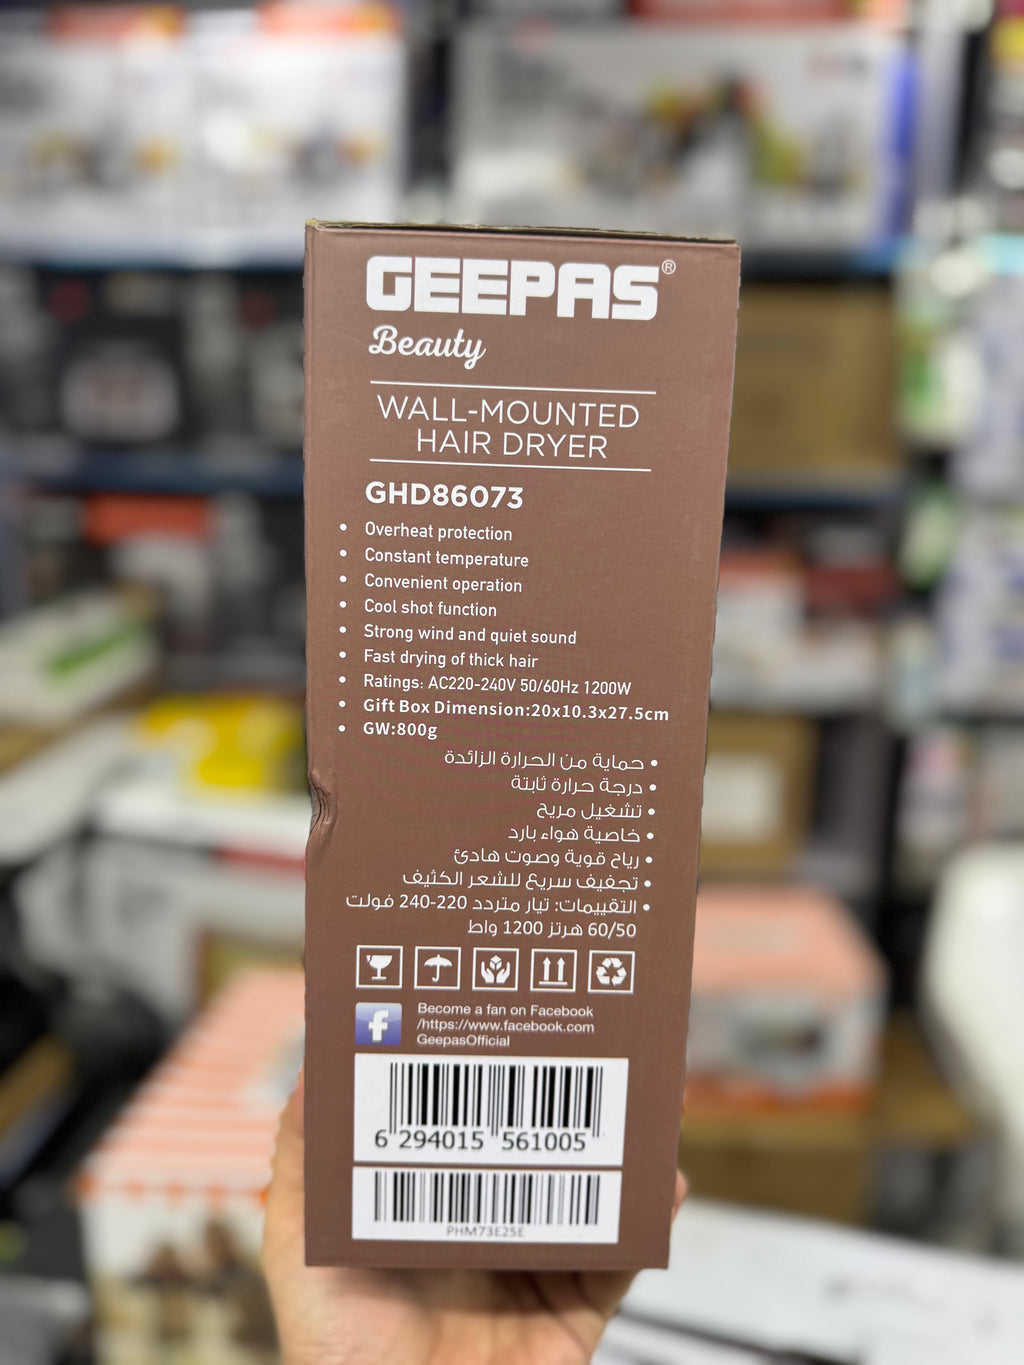 GEEPAS®
Beauty
WALL-MOUNTED
HAIR DRYER
GHD86073
• Overheat protection
• Constant temperature
• Convenient operation
• Cool shot function
• Strong wind and quiet sound
• Fast drying of thick hair
• Ratings: AC220-240V 50/60Hz 1200W
• Gift Box Dimension:20x10.3x27.5cm
• GW:800g
• حماية من الحرارة الزائدة
• درجة حرارة ثابتة
• تشغيل مريح
• خاصية هواء بارد
• رياح قوية وصوت هادئ
• تجفيف سريع للشعر الكثيف
• التقييمات: تيار متردد 220-240 فولت
60/50 هرتز 1200 واط
Become a fan on Facebook
/https://www.facebook.com
GeepasOfficial
6 294015 561005
PHM73E25E